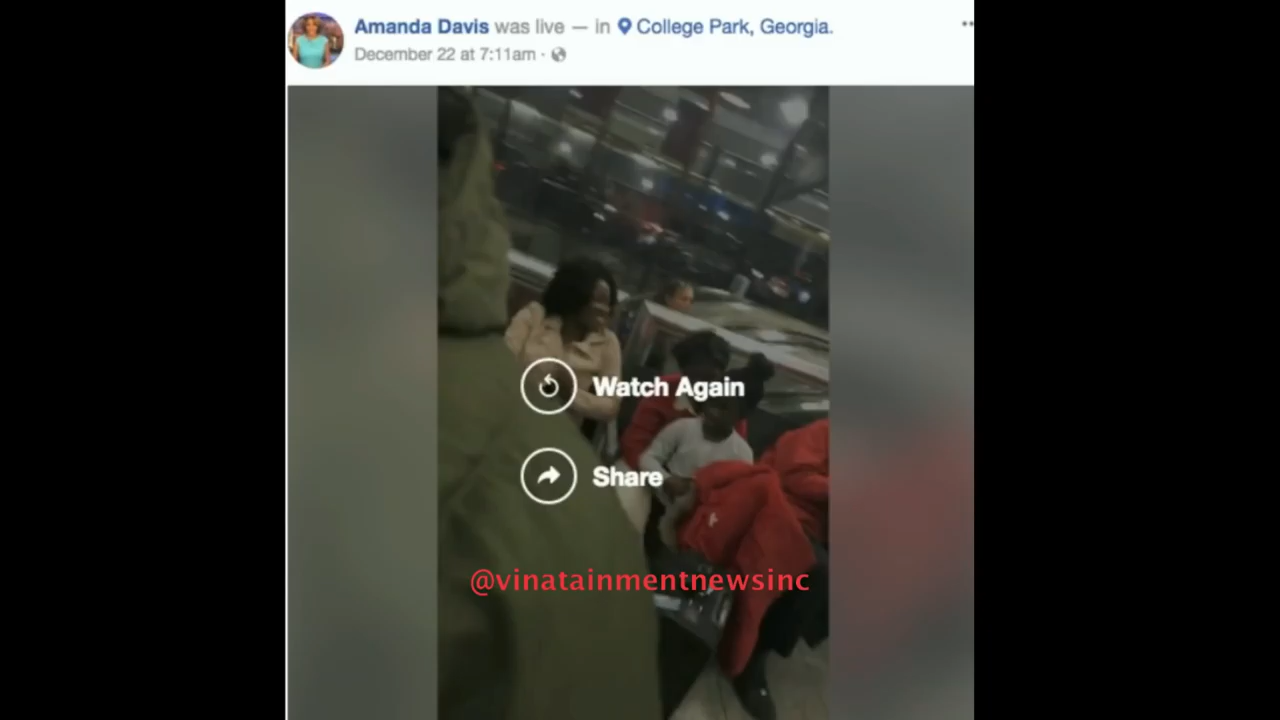 Amanda Davis was live — in College Park, Georgia.
December 22 at 7:11am ·
Watch Again
Share
@vinatainmentnewsinc